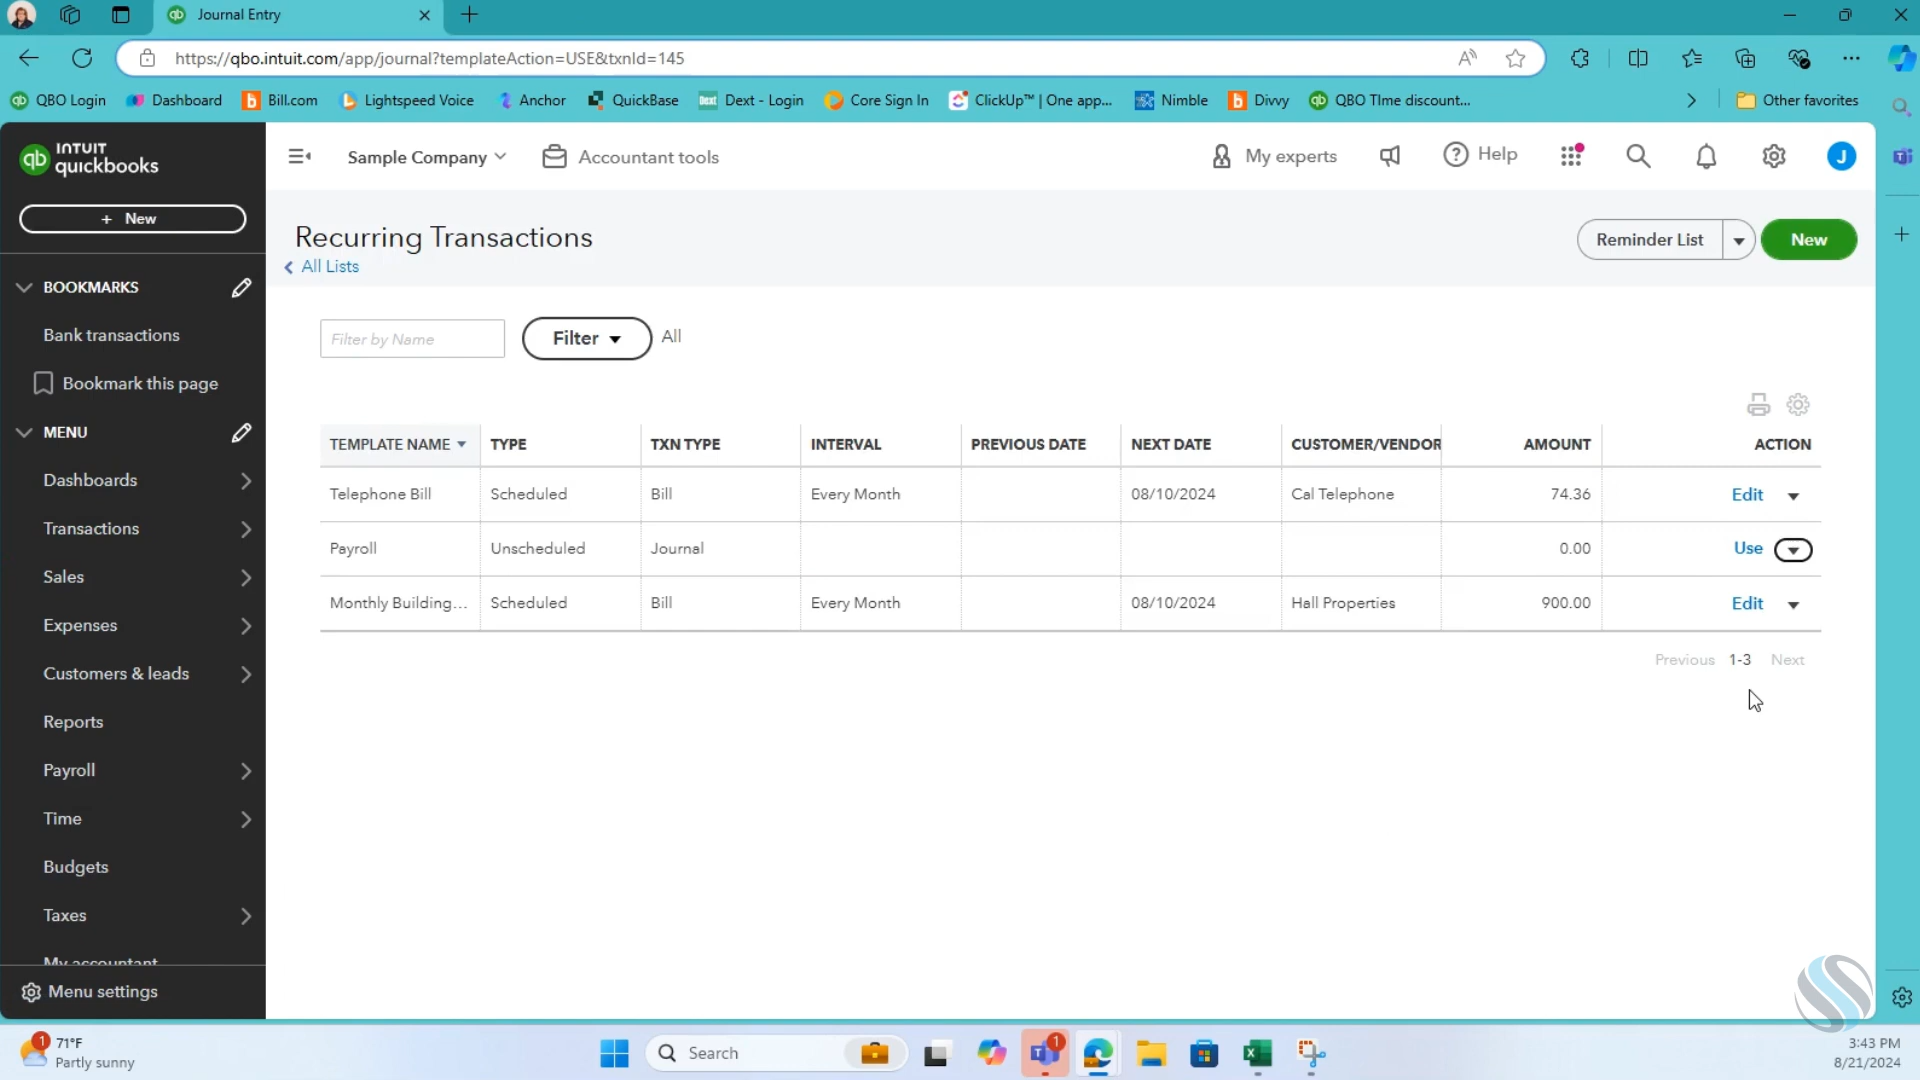 Journal Entry
https://qbo.intuit.com/app/journal?templateAction=USE&txnId=145
QBO Login
Dashboard
Bill.com
Lightspeed Voice
Anchor
QuickBase
Dext
Dext - Login
Core Sign In
ClickUp™ | One app...
Nimble
Divvy
QBO TIme discount...
Other favorites
qb INTUIT
quickbooks
Sample Company
Accountant tools
My experts
Help
J
+ New
Recurring Transactions
All Lists
Reminder List
New
BOOKMARKS
Bank transactions
Bookmark this page
MENU
Dashboards
Transactions
Sales
Expenses
Customers & leads
Reports
Payroll
Time
Budgets
Taxes
My accountant
Menu settings
Filter by Name
Filter
All
TEMPLATE NAME TYPE TXN TYPE INTERVAL PREVIOUS DATE NEXT DATE CUSTOMER/VENDOR AMOUNT ACTION
Telephone Bill Scheduled Bill Every Month 08/10/2024 Cal Telephone 74.36 Edit
Payroll Unscheduled Journal 0.00 Use
Monthly Building... Scheduled Bill Every Month 08/10/2024 Hall Properties 900.00 Edit
Previous 1-3 Next
1
71°F
Partly sunny
Search
1
3:43 PM
8/21/2024